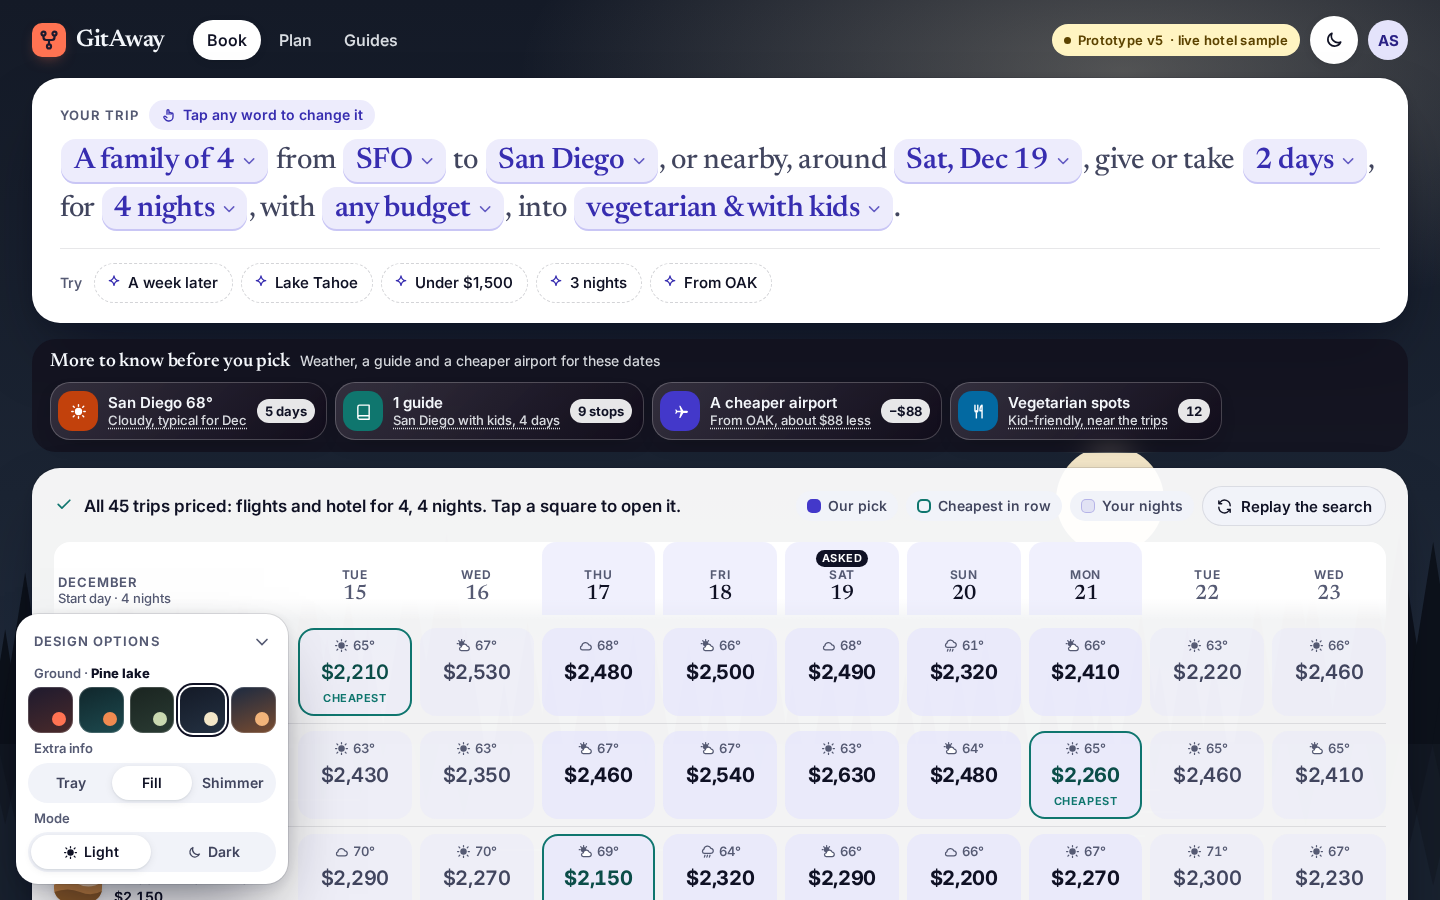 GitAway
Book Plan Guides
Prototype v5 · live hotel sample
AS
YOUR TRIP Tap any word to change it
A family of 4 from SFO to San Diego, or nearby, around Sat, Dec 19, give or take 2 days,
for 4 nights, with any budget, into vegetarian & with kids.
Try A week later Lake Tahoe Under $1,500 3 nights From OAK
More to know before you pick Weather, a guide and a cheaper airport for these dates
San Diego 68°
Cloudy, typical for Dec
5 days
1 guide
San Diego with kids, 4 days
9 stops
A cheaper airport
From OAK, about $88 less
−$88
Vegetarian spots
Kid-friendly, near the trips
12
All 45 trips priced: flights and hotel for 4, 4 nights. Tap a square to open it.
Our pick Cheapest in row Your nights Replay the search
DECEMBER
Start day · 4 nights
TUE 15
WED 16
THU 17
FRI 18
ASKED
SAT 19
SUN 20
MON 21
TUE 22
WED 23
65° 67° 68° 66° 68° 61° 66° 63° 66°
$2,210 $2,530 $2,480 $2,500 $2,490 $2,320 $2,410 $2,220 $2,460
CHEAPEST
63° 63° 67° 67° 63° 64° 65° 65° 65°
$2,430 $2,350 $2,460 $2,540 $2,630 $2,480 $2,260 $2,460 $2,410
CHEAPEST
70° 70° 69° 64° 66° 66° 67° 71° 67°
$2,290 $2,270 $2,150 $2,320 $2,290 $2,200 $2,270 $2,300 $2,230
DESIGN OPTIONS
Ground · Pine lake
Extra info
Tray Fill Shimmer
Mode
Light Dark
$2,150